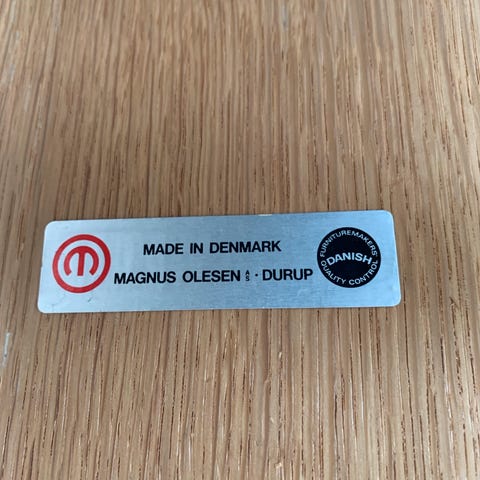 MADE IN DENMARK
MAGNUS OLESEN A/S · DURUP
FURNITUREMAKERS'
DANISH
QUALITY CONTROL